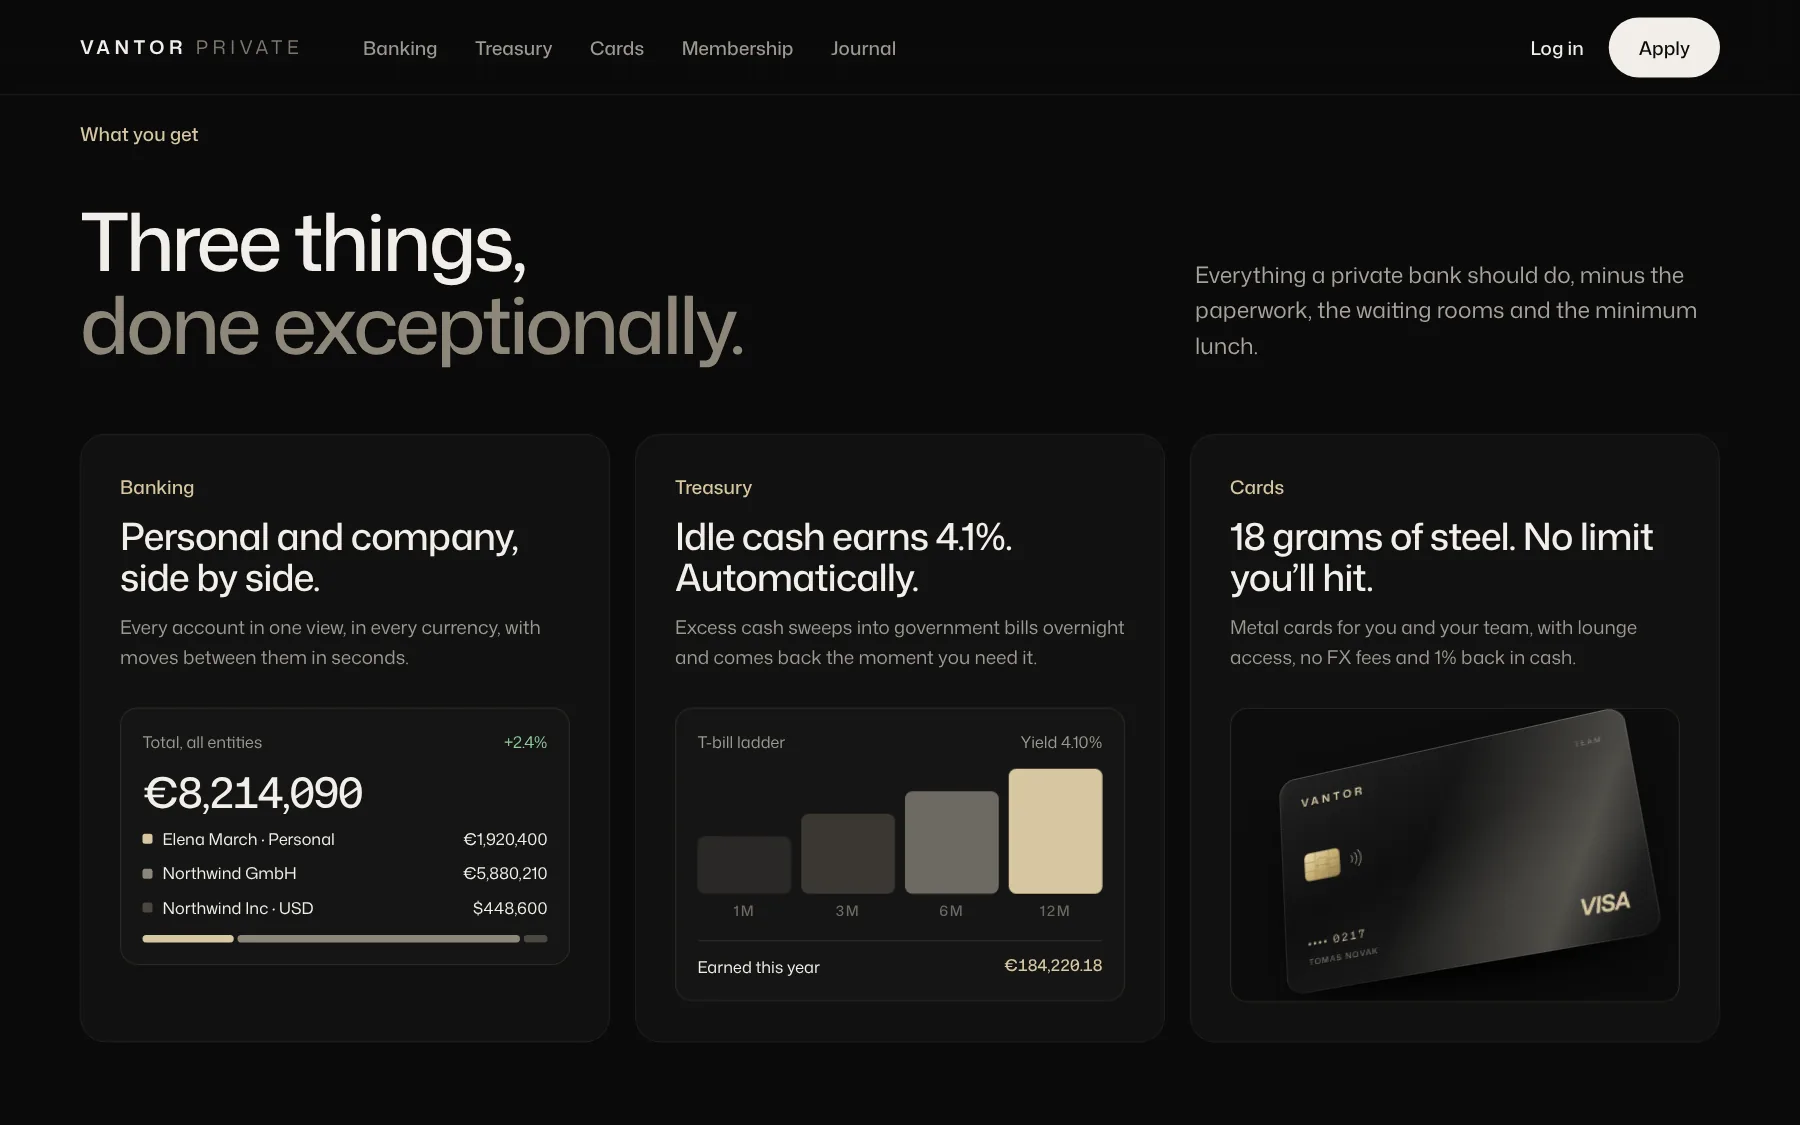 VANTOR PRIVATE
Banking
Treasury
Cards
Membership
Journal
Log in
Apply
What you get
Three things,
done exceptionally.
Everything a private bank should do, minus the
paperwork, the waiting rooms and the minimum
lunch.
Banking
Personal and company,
side by side.
Every account in one view, in every currency, with
moves between them in seconds.
Total, all entities +2.4%
€8,214,090
Elena March · Personal €1,920,400
Northwind GmbH €5,880,210
Northwind Inc · USD $448,600
Treasury
Idle cash earns 4.1%.
Automatically.
Excess cash sweeps into government bills overnight
and comes back the moment you need it.
T-bill ladder Yield 4.10%
1M 3M 6M 12M
Earned this year €184,220.18
Cards
18 grams of steel. No limit
you’ll hit.
Metal cards for you and your team, with lounge
access, no FX fees and 1% back in cash.
TEAM
VANTOR
VISA
•••• 0217
TOMAS NOVAK